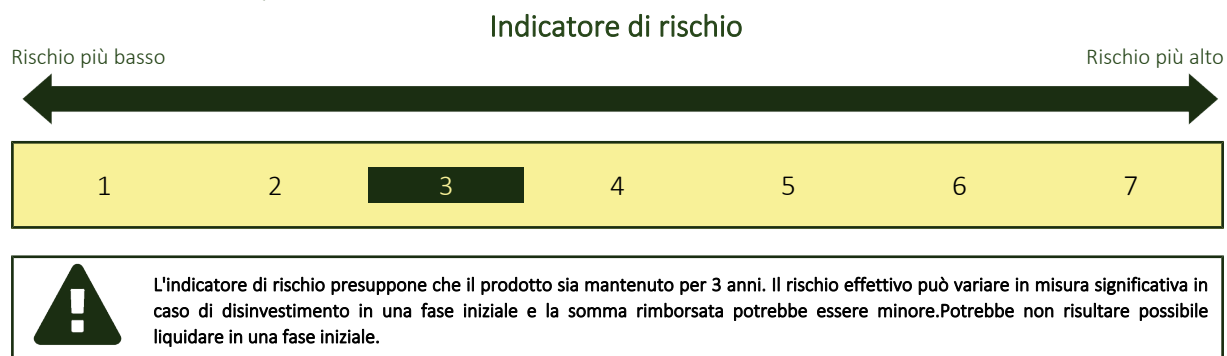 Indicatore di rischio
Rischio più basso
Rischio più alto
1 2 3 4 5 6 7
L'indicatore di rischio presuppone che il prodotto sia mantenuto per 3 anni. Il rischio effettivo può variare in misura significativa in
caso di disinvestimento in una fase iniziale e la somma rimborsata potrebbe essere minore.Potrebbe non risultare possibile
liquidare in una fase iniziale.